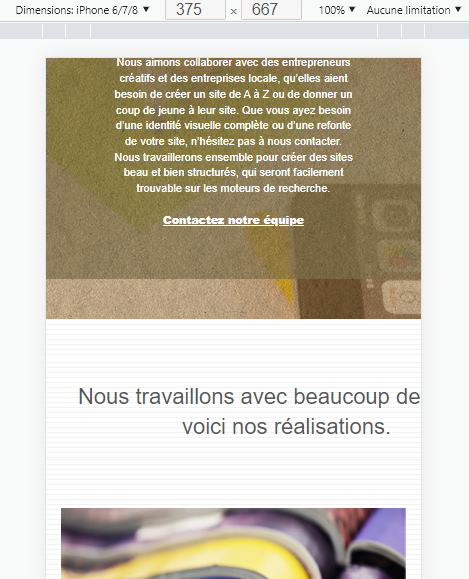 Dimensions: iPhone 6/7/8 ▼ 375 × 667 100% ▼ Aucune limitation ▼
Nous aimons collaborer avec des entrepreneurs
créatifs et des entreprises locale, qu'elles aient
besoin de créer un site de A à Z ou de donner un
coup de jeune à leur site. Que vous ayez besoin
d'une identité visuelle complète ou d'une refonte
de votre site, n'hésitez pas à nous contacter.
Nous travaillerons ensemble pour créer des sites
beau et bien structurés, qui seront facilement
trouvable sur les moteurs de recherche.
Contactez notre équipe
Nous travaillons avec beaucoup de
voici nos réalisations.